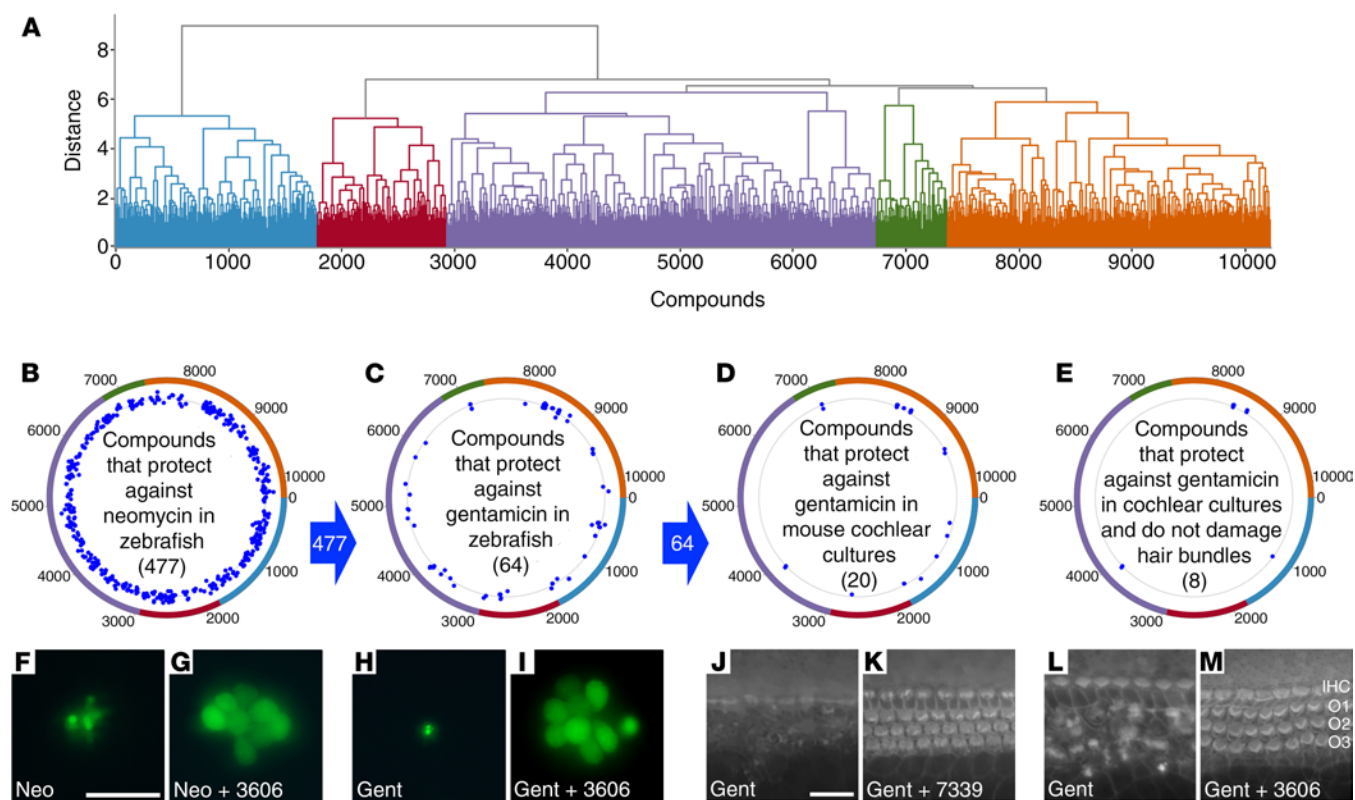 A
8
6
4
2
0
Distance
0 1000 2000 3000 4000 5000 6000 7000 8000 9000 10000
Compounds
B
7000
8000
9000
10000
0
1000
2000
3000
4000
5000
6000
Compounds
that protect
against
neomycin in
zebrafish
(477)
477
C
7000
8000
9000
10000
0
1000
2000
3000
4000
5000
6000
Compounds
that protect
against
gentamicin in
zebrafish
(64)
64
D
7000
8000
9000
10000
0
1000
2000
3000
4000
5000
6000
Compounds
that protect
against
gentamicin in
mouse cochlear
cultures
(20)
E
7000
8000
9000
10000
0
1000
2000
3000
4000
5000
6000
Compounds
that protect
against gentamicin
in cochlear cultures
and do not damage
hair bundles
(8)
F
Neo
G
Neo + 3606
H
Gent
I
Gent + 3606
J
Gent
K
Gent + 7339
L
Gent
M
IHC
O1
O2
O3
Gent + 3606